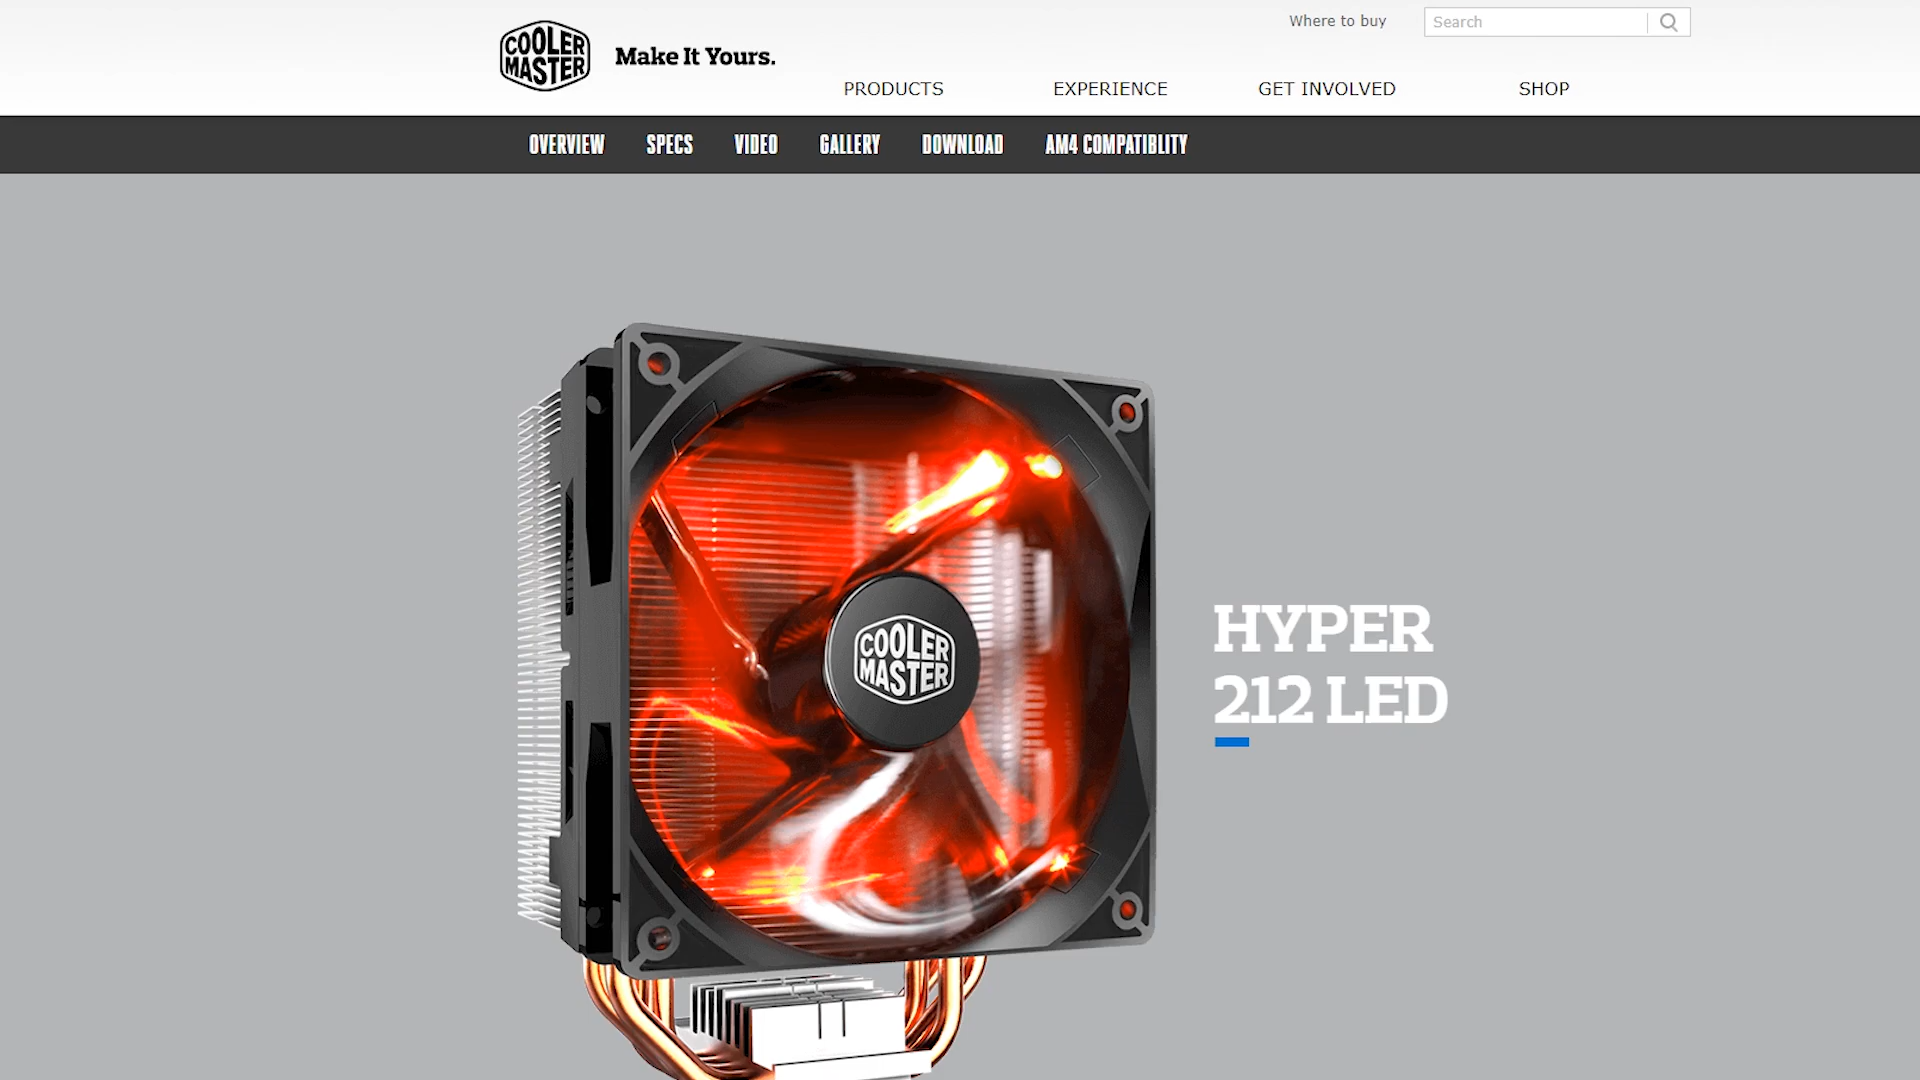 COOLER
MASTER
Make It Yours.
Where to buy
Search
PRODUCTS
EXPERIENCE
GET INVOLVED
SHOP
OVERVIEW
SPECS
VIDEO
GALLERY
DOWNLOAD
AM4 COMPATIBLITY
COOLER
MASTER
HYPER
212 LED